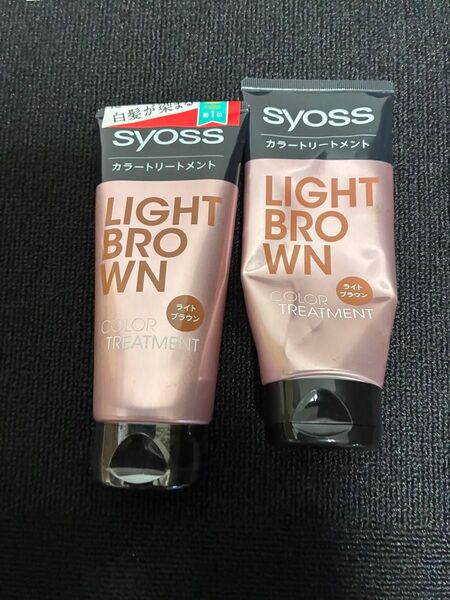 白髪が染まる
第1位
syoss
カラートリートメント
LIGHT
BRO
WN
ライト
ブラウン
COLOR
TREATMENT
syoss
カラートリートメント
LIGHT
BRO
WN
ライト
ブラウン
COLOR
TREATMENT